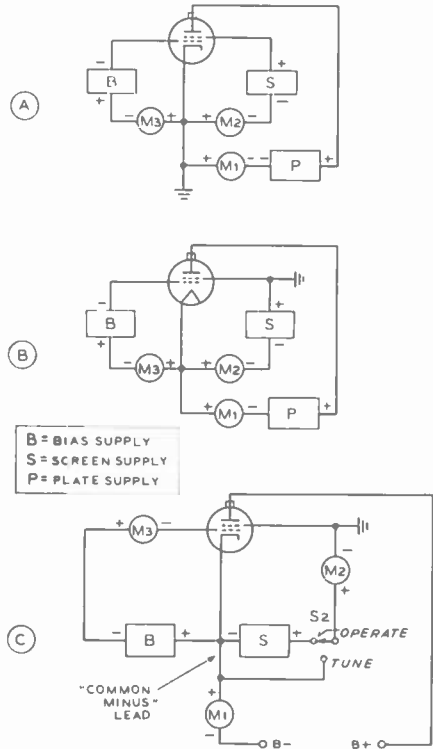 A
- B +
+ S -
- M3 +
+ M2 -
+ M1 - - P +
B
- B +
+ S -
- M3 +
+ M2 -
+ M1 - - P +
B = BIAS SUPPLY
S = SCREEN SUPPLY
P = PLATE SUPPLY
C
+ M3 -
- M2 +
S2
OPERATE
- B +
- S +
TUNE
"COMMON
MINUS"
LEAD
+ M1 -
B-
B+